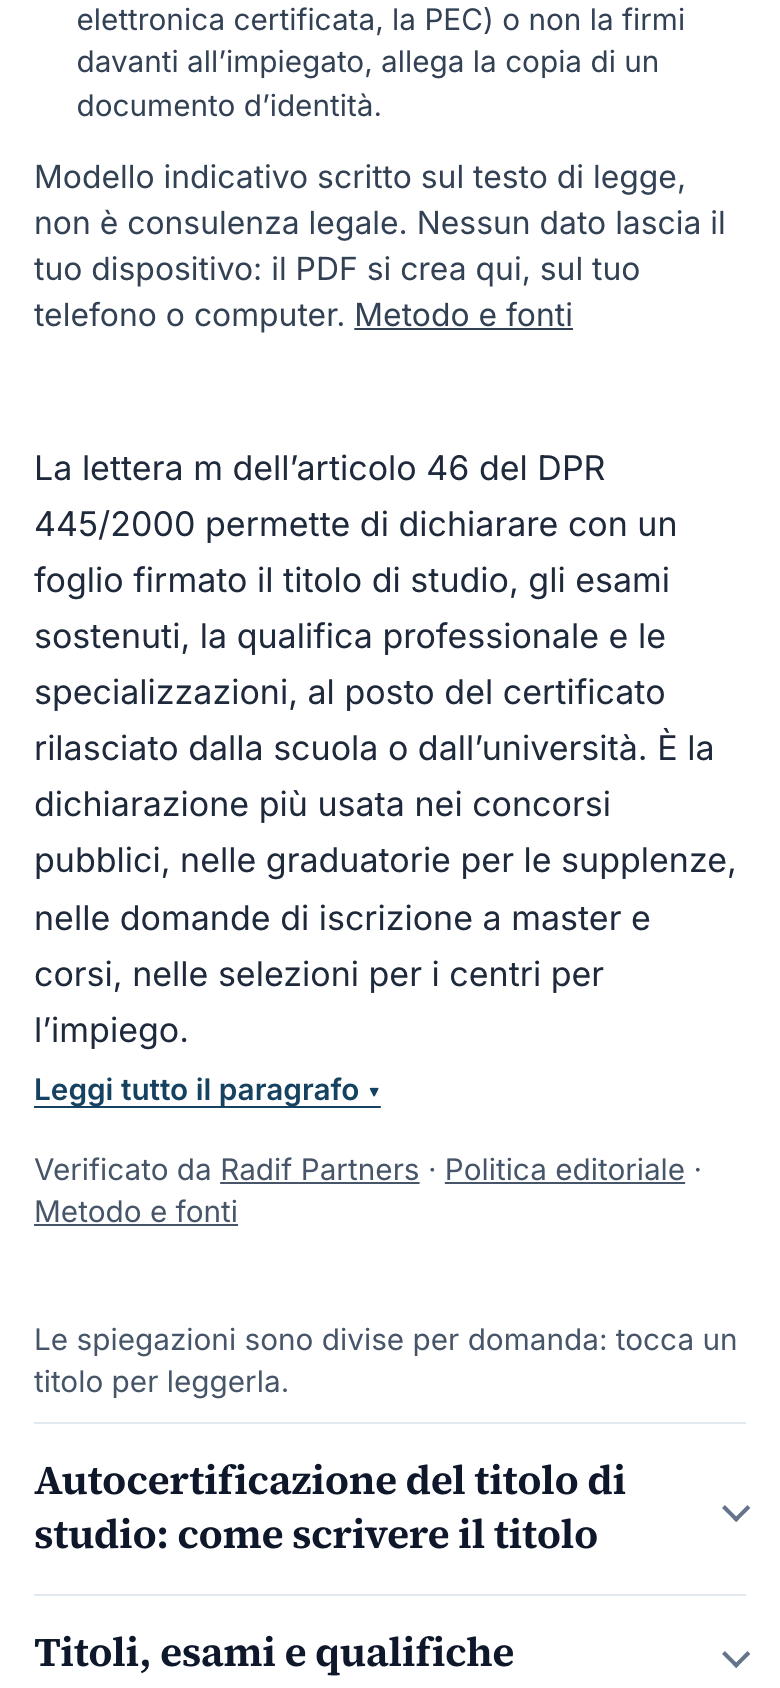 elettronica certificata, la PEC) o non la firmi
davanti all’impiegato, allega la copia di un
documento d’identità.
Modello indicativo scritto sul testo di legge,
non è consulenza legale. Nessun dato lascia il
tuo dispositivo: il PDF si crea qui, sul tuo
telefono o computer. Metodo e fonti
La lettera m dell’articolo 46 del DPR
445/2000 permette di dichiarare con un
foglio firmato il titolo di studio, gli esami
sostenuti, la qualifica professionale e le
specializzazioni, al posto del certificato
rilasciato dalla scuola o dall’università. È la
dichiarazione più usata nei concorsi
pubblici, nelle graduatorie per le supplenze,
nelle domande di iscrizione a master e
corsi, nelle selezioni per i centri per
l’impiego.
Leggi tutto il paragrafo ▾
Verificato da Radif Partners · Politica editoriale ·
Metodo e fonti
Le spiegazioni sono divise per domanda: tocca un
titolo per leggerla.
Autocertificazione del titolo di
studio: come scrivere il titolo
Titoli, esami e qualifiche